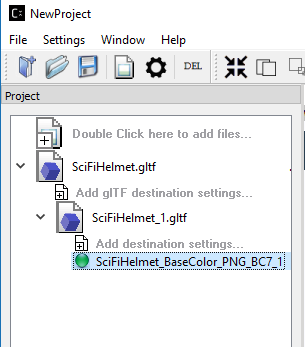 NewProject
File Settings Window Help
DEL
Project
Double Click here to add files...
SciFiHelmet.gltf
Add glTF destination settings...
SciFiHelmet_1.gltf
Add destination settings...
SciFiHelmet_BaseColor_PNG_BC7_1